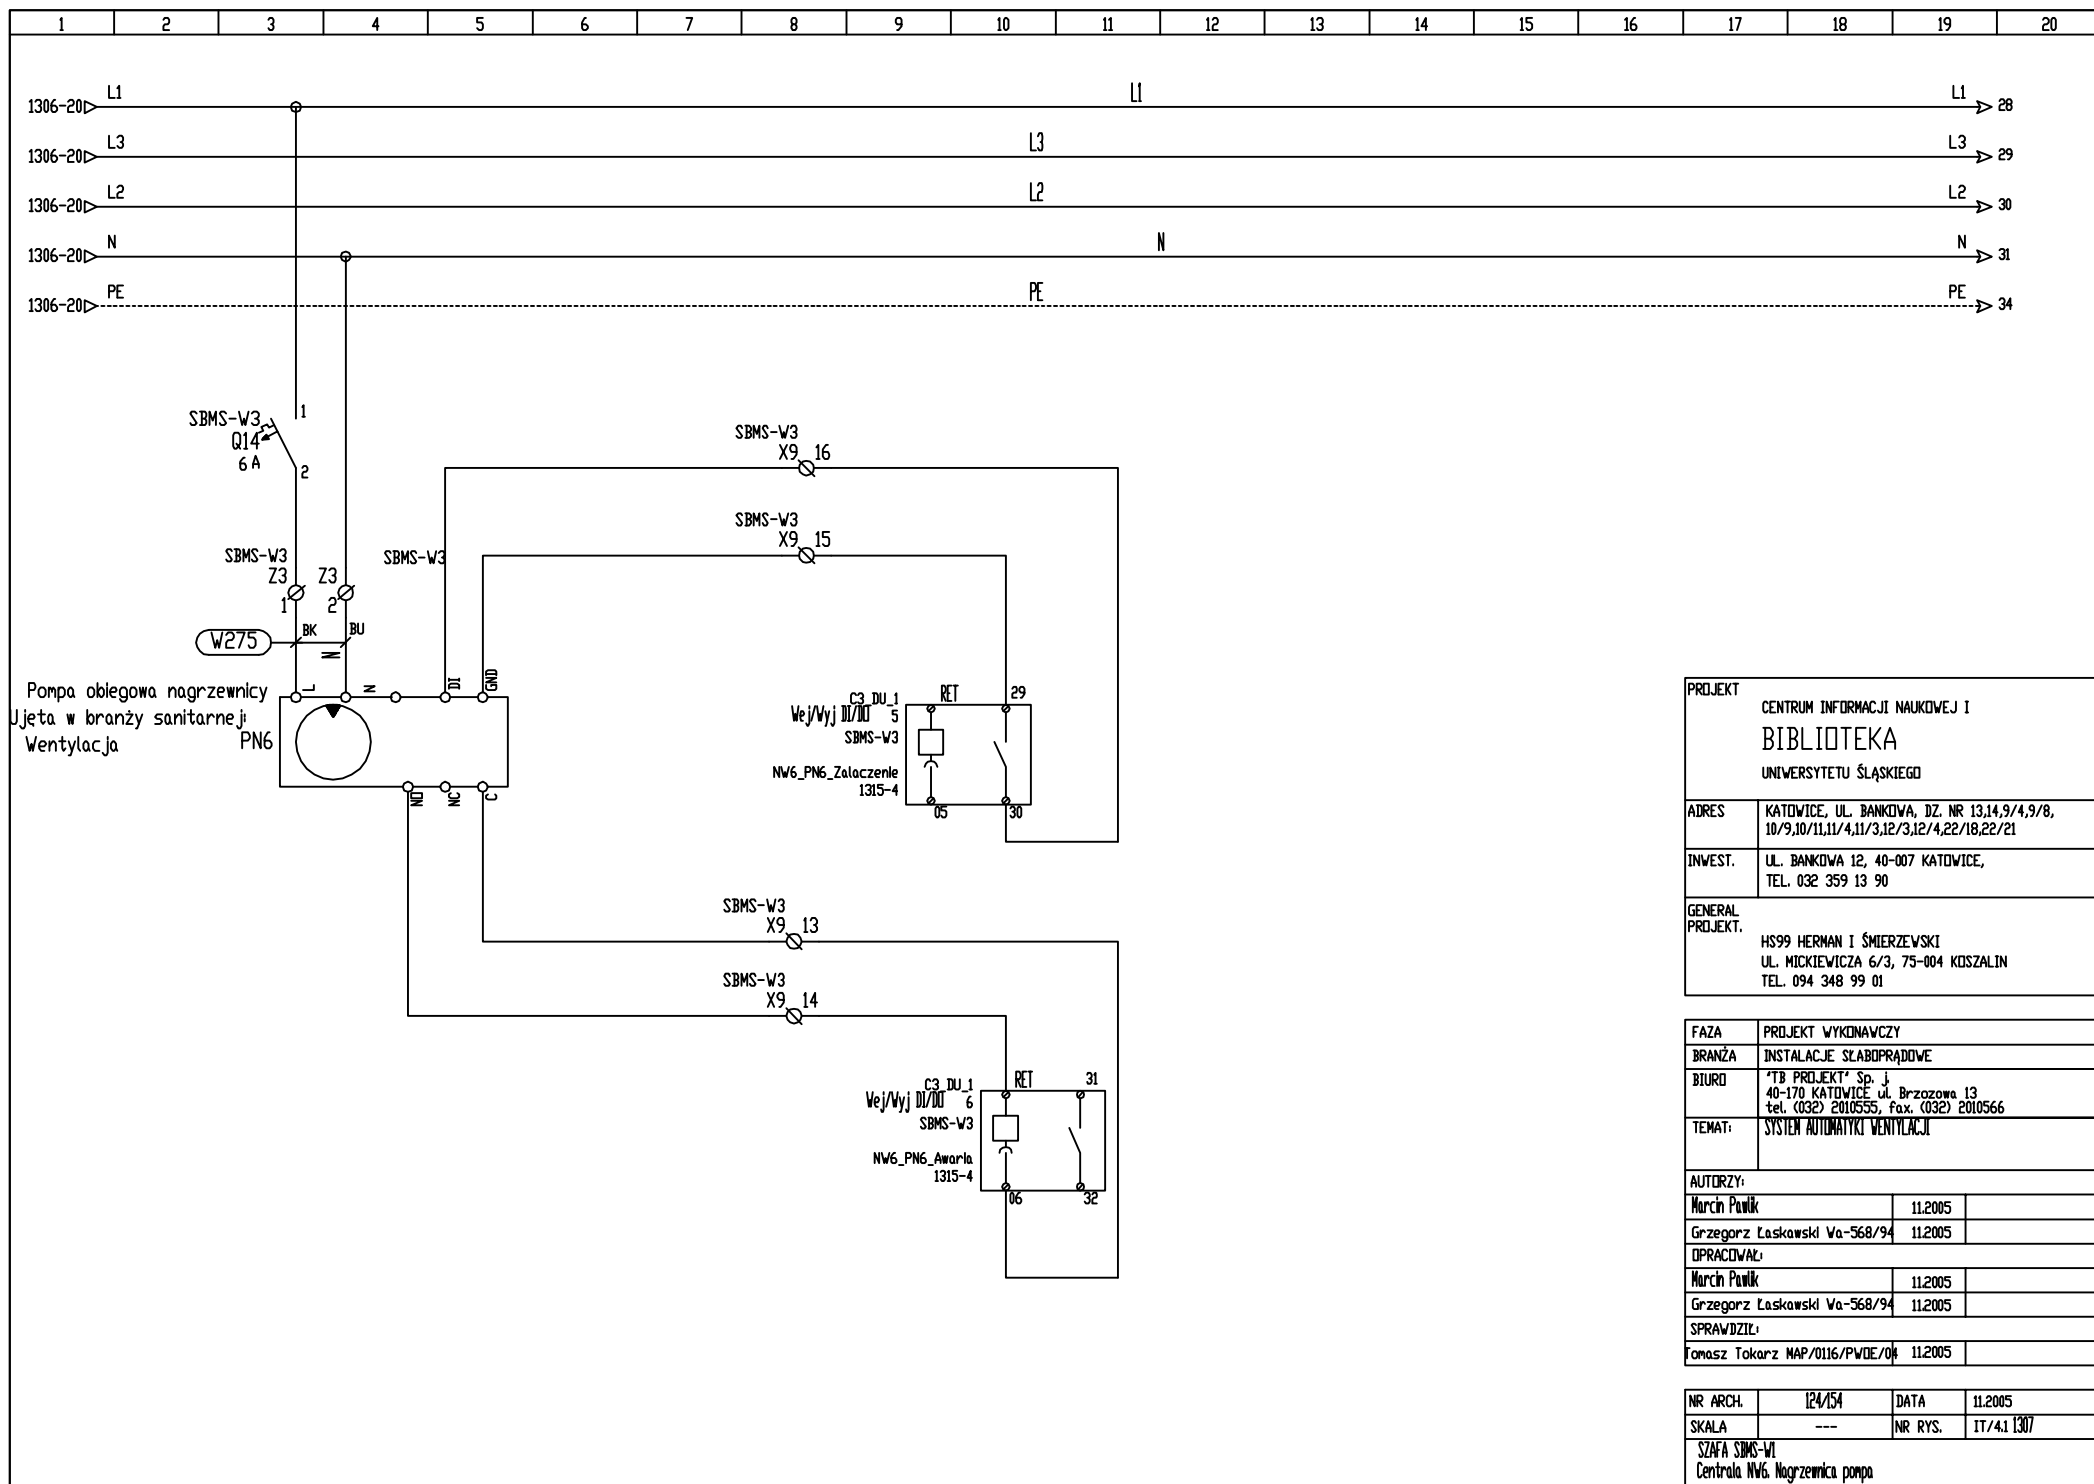 1 2 3 4 5 6 7 8 9 10 11 12 13 14 15 16 17 18 19 20
1306-20 L1 L1 L1 28
1306-20 L3 L3 L3 29
1306-20 L2 L2 L2 30
1306-20 N N N 31
1306-20 PE PE PE 34
SBMS-W3 1
Q14
6 A
2
SBMS-W3
X9 16
SBMS-W3
X9 15
SBMS-W3 SBMS-W3
Z3 Z3
1 2
W275 BK BU
N
L N DI GND
Pompa obiegowa nagrzewnicy
Ujęta w branży sanitarnej:
Wentylacja
PN6
NO NC C
C3_DU_1 RET 29
Wej/Wyj DI/DO 5
SBMS-W3
NW6_PN6_Zalaczenie
1315-4
05 30
SBMS-W3
X9 13
SBMS-W3
X9 14
C3_DU_1 RET 31
Wej/Wyj DI/DO 6
SBMS-W3
NW6_PN6_Awaria
1315-4
06 32
PROJEKT
CENTRUM INFORMACJI NAUKOWEJ I
BIBLIOTEKA
UNIWERSYTETU ŚLĄSKIEGO
ADRES KATOWICE, UL. BANKOWA, DZ. NR 13,14,9/4,9/8,
10/9,10/11,11/4,11/3,12/3,12/4,22/18,22/21
INWEST. UL. BANKOWA 12, 40-007 KATOWICE,
TEL. 032 359 13 90
GENERAL
PROJEKT.
HS99 HERMAN I ŚMIERZEWSKI
UL. MICKIEWICZA 6/3, 75-004 KOSZALIN
TEL. 094 348 99 01
FAZA PROJEKT WYKONAWCZY
BRANŻA INSTALACJE SŁABOPRĄDOWE
BIURO "TB PROJEKT" Sp. j.
40-170 KATOWICE ul. Brzozowa 13
tel. (032) 2010555, fax. (032) 2010566
TEMAT: SYSTEM AUTOMATYKI WENTYLACJI
AUTORZY:
Marcin Pawlik 11.2005
Grzegorz Łaskawski Wa-568/94 11.2005
OPRACOWAŁ:
Marcin Pawlik 11.2005
Grzegorz Łaskawski Wa-568/94 11.2005
SPRAWDZIŁ:
Tomasz Tokarz MAP/0116/PWOE/04 11.2005
NR ARCH. 124/154 DATA 11.2005
SKALA --- NR RYS. IT/4.1 1307
SZAFA SBMS-W1
Centrala NW6. Nagrzewnica pompa